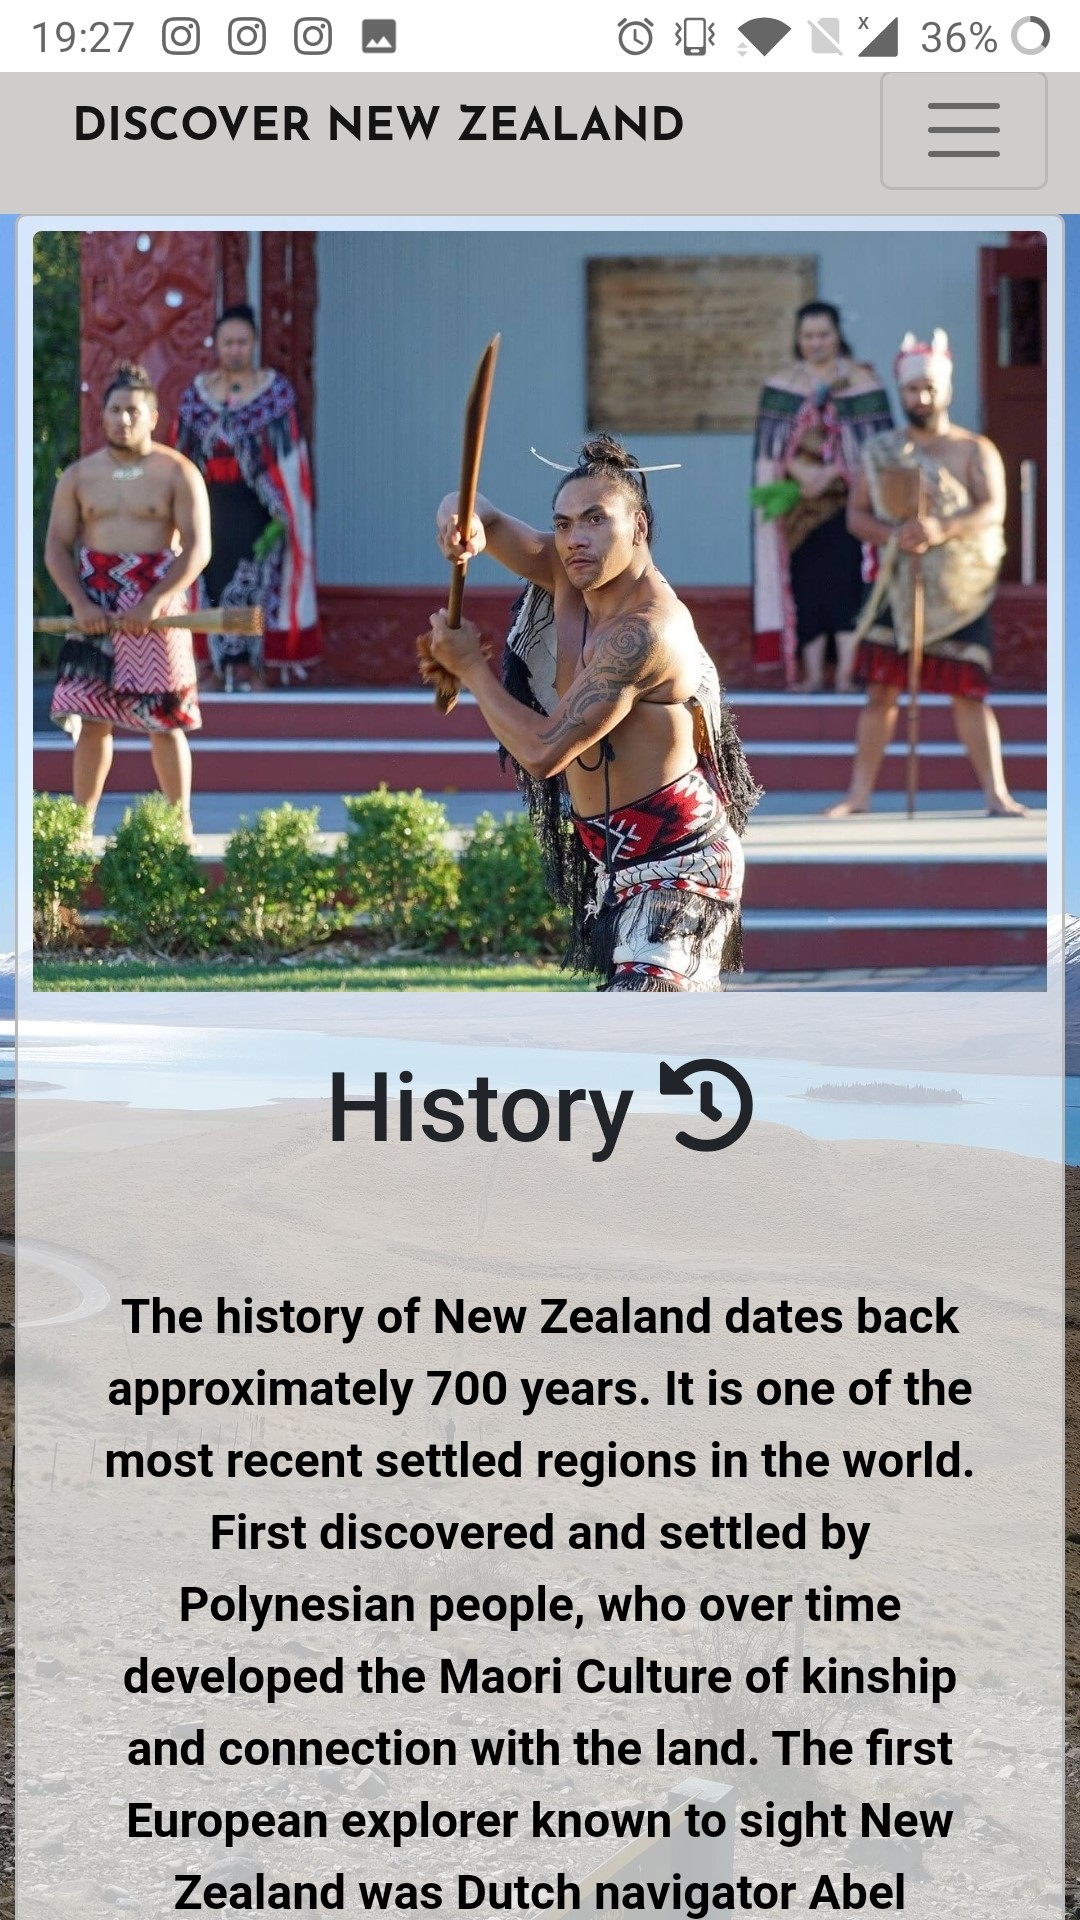 19:27
x
36%
DISCOVER NEW ZEALAND
History
The history of New Zealand dates back
approximately 700 years. It is one of the
most recent settled regions in the world.
First discovered and settled by
Polynesian people, who over time
developed the Maori Culture of kinship
and connection with the land. The first
European explorer known to sight New
Zealand was Dutch navigator Abel